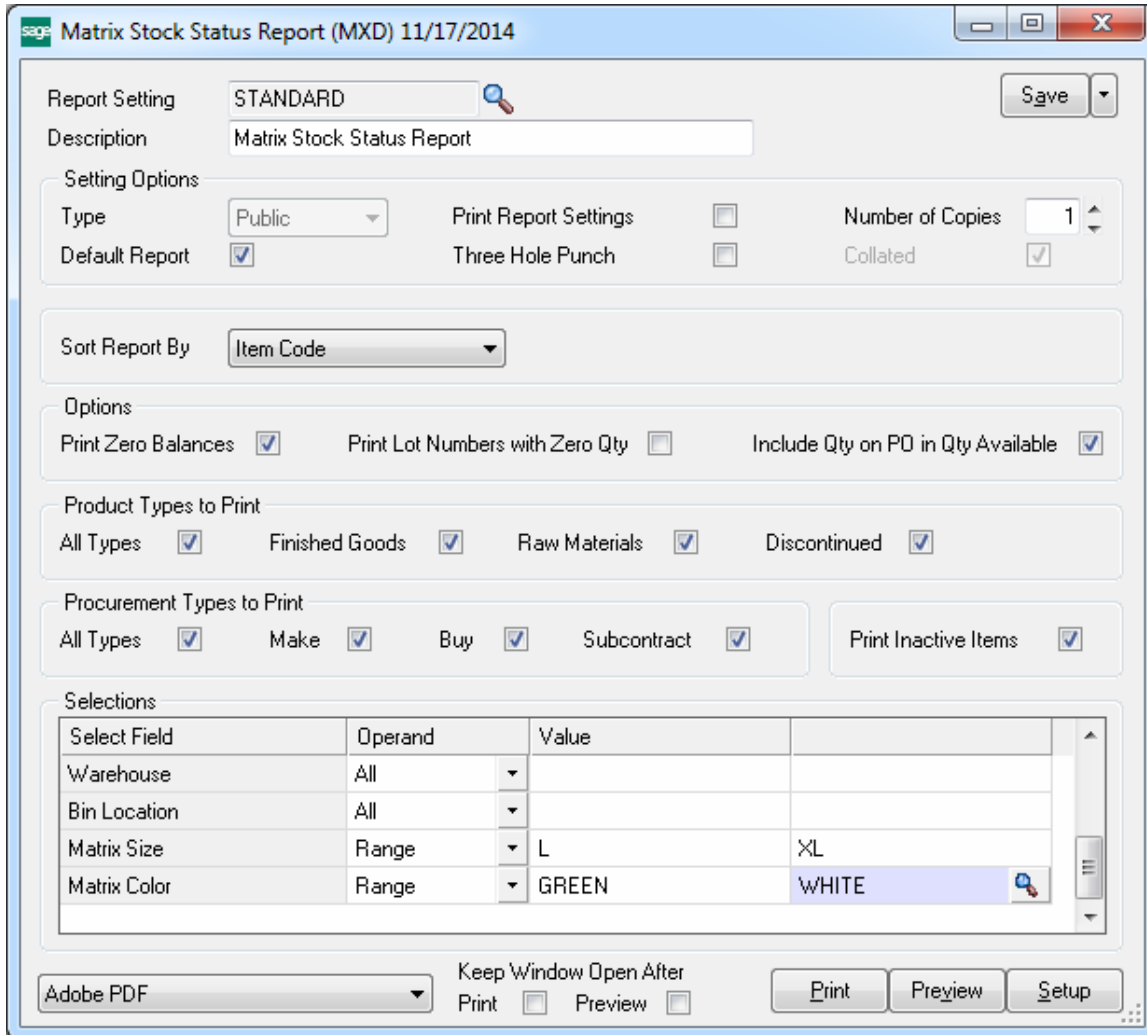 sage Matrix Stock Status Report (MXD) 11/17/2014
Report Setting STANDARD Save
Description Matrix Stock Status Report
Setting Options
Type Public Print Report Settings Number of Copies 1
Default Report Three Hole Punch Collated
Sort Report By Item Code
Options
Print Zero Balances Print Lot Numbers with Zero Qty Include Qty on PO in Qty Available
Product Types to Print
All Types Finished Goods Raw Materials Discontinued
Procurement Types to Print
All Types Make Buy Subcontract Print Inactive Items
Selections
Select Field Operand Value
Warehouse All
Bin Location All
Matrix Size Range L XL
Matrix Color Range GREEN WHITE
Keep Window Open After
Adobe PDF Print Preview Print Preview Setup